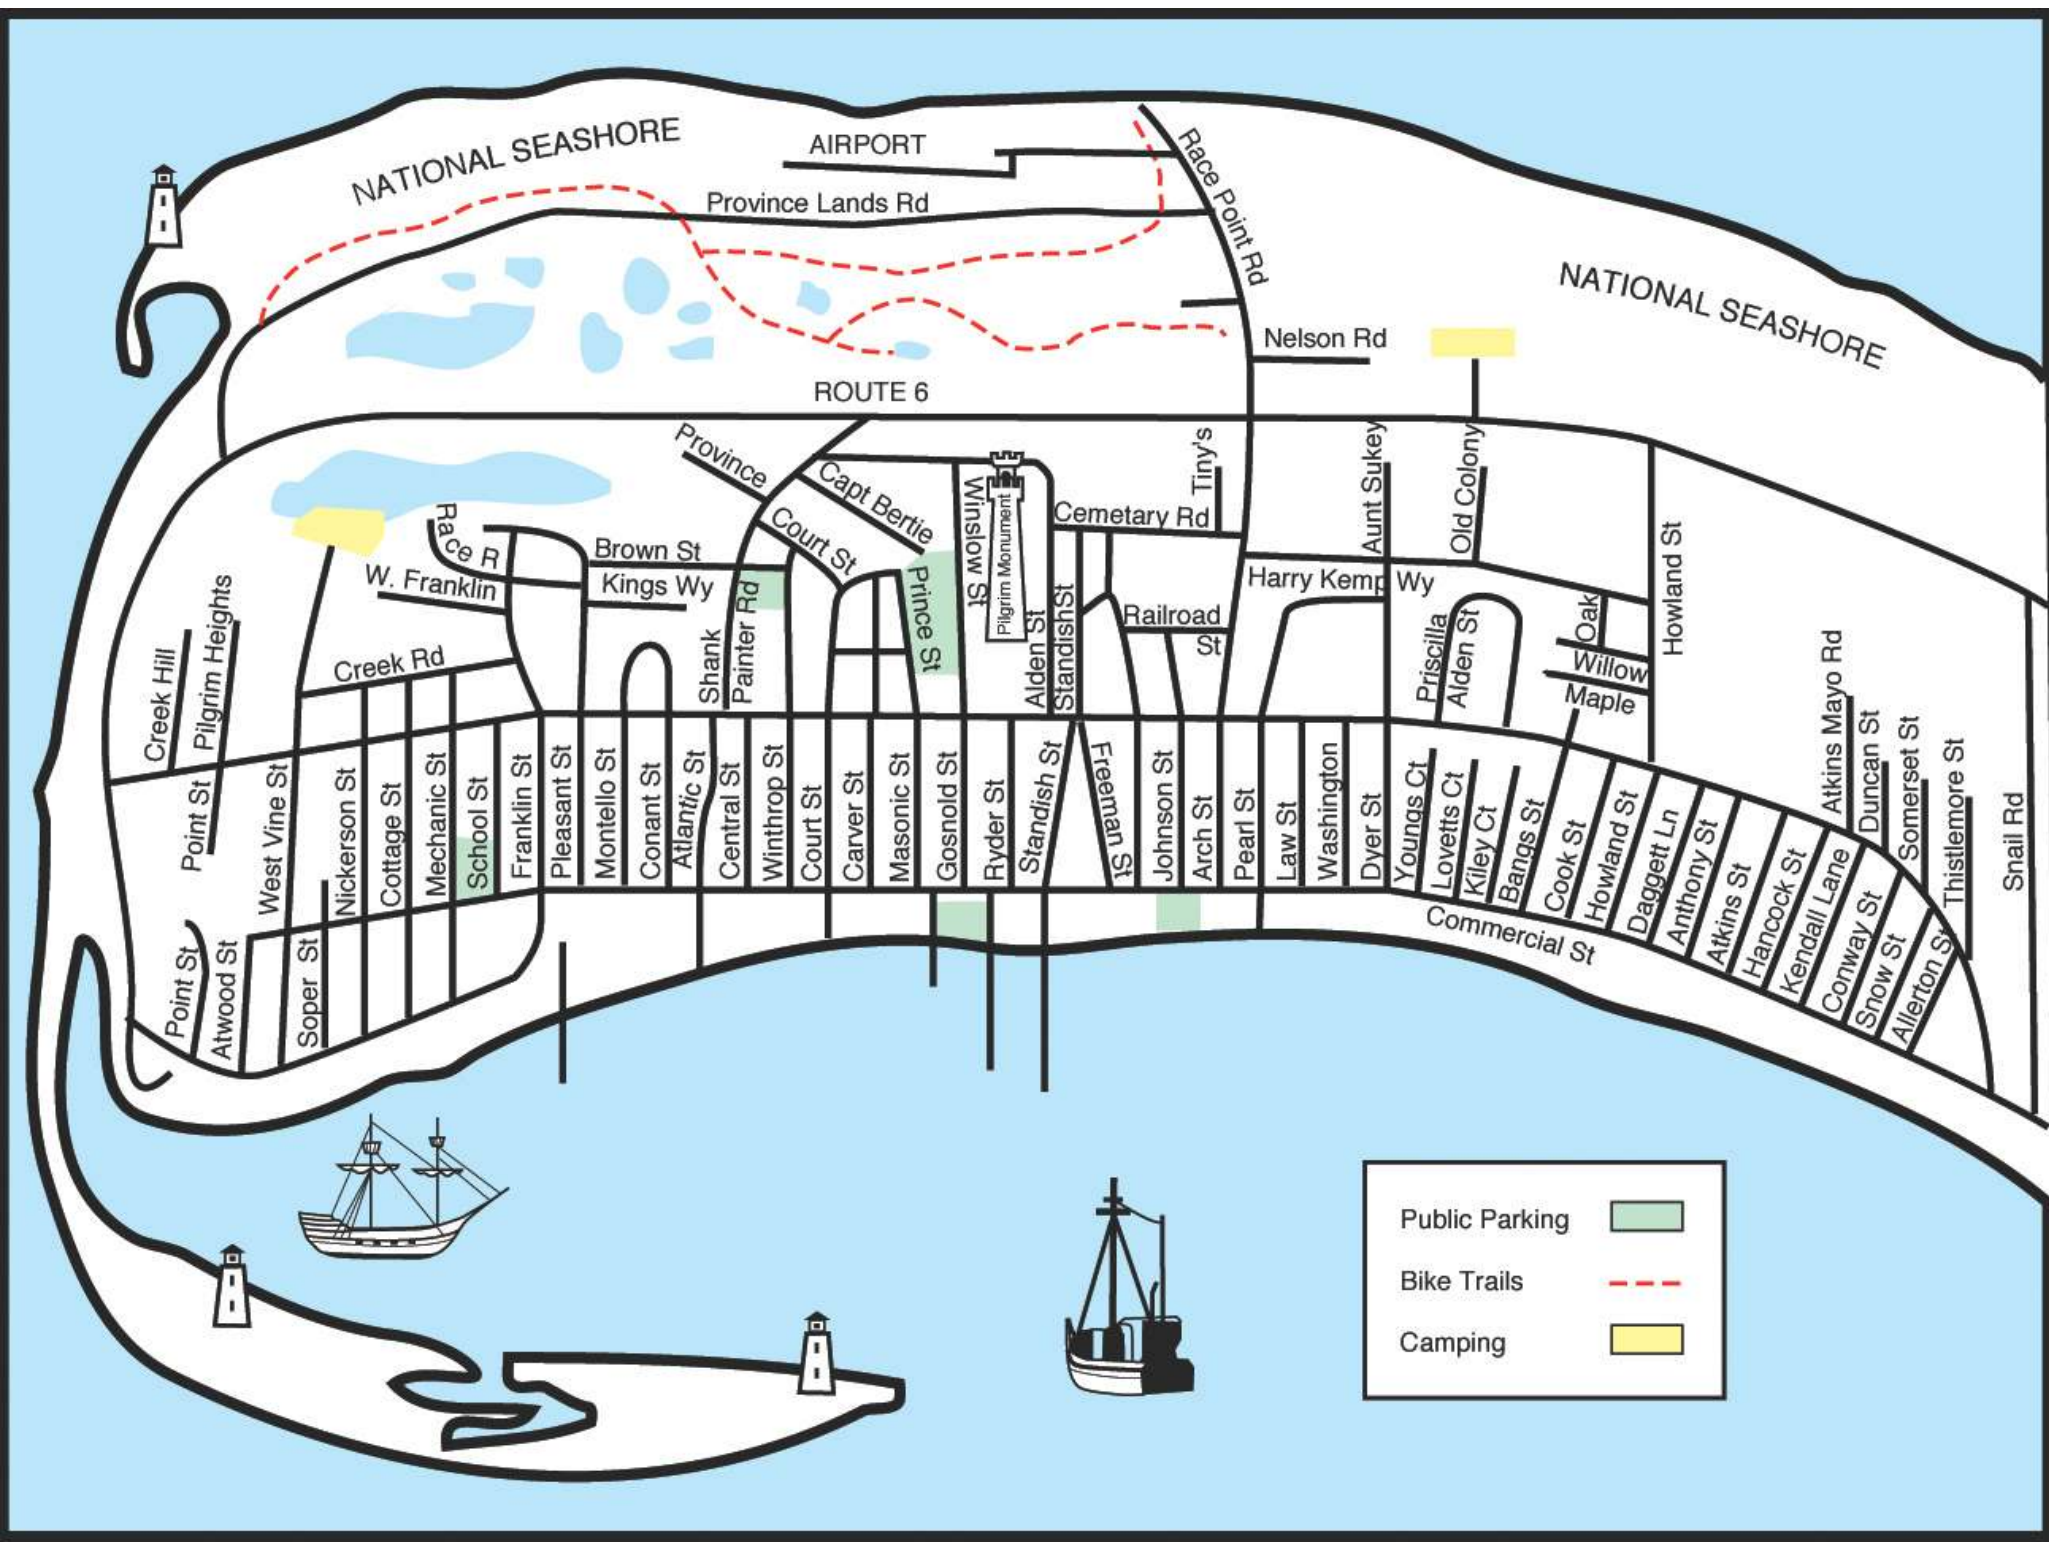 NATIONAL SEASHORE
AIRPORT
Race Point Rd
Province Lands Rd
NATIONAL SEASHORE
Nelson Rd
ROUTE 6
Province
Capt Bertie
Winslow St
Pilgrim Monument
Tiny's
Aunt Sukey
Old Colony
Cemetary Rd
Court St
Race R
Brown St
Kings Wy
W. Franklin
Shank
Painter Rd
Prince St
Alden St
Standish St
Railroad
St
Harry Kemp Wy
Howland St
Oak
Willow
Maple
Priscilla
Alden St
Creek Rd
Creek Hill
Pilgrim Heights
Atkins Mayo Rd
Duncan St
Somerset St
Thistlemore St
Snail Rd
Point St
West Vine St
Nickerson St
Cottage St
Mechanic St
School St
Franklin St
Pleasant St
Montello St
Conant St
Atlantic St
Central St
Winthrop St
Court St
Carver St
Masonic St
Gosnold St
Ryder St
Standish St
Freeman St
Johnson St
Arch St
Pearl St
Law St
Washington
Dyer St
Youngs Ct
Lovetts Ct
Kiley Ct
Bangs St
Cook St
Howland St
Daggett Ln
Anthony St
Atkins St
Hancock St
Kendall Lane
Conway St
Snow St
Allerton St
Point St
Atwood St
Soper St
Commercial St
Public Parking
Bike Trails
Camping